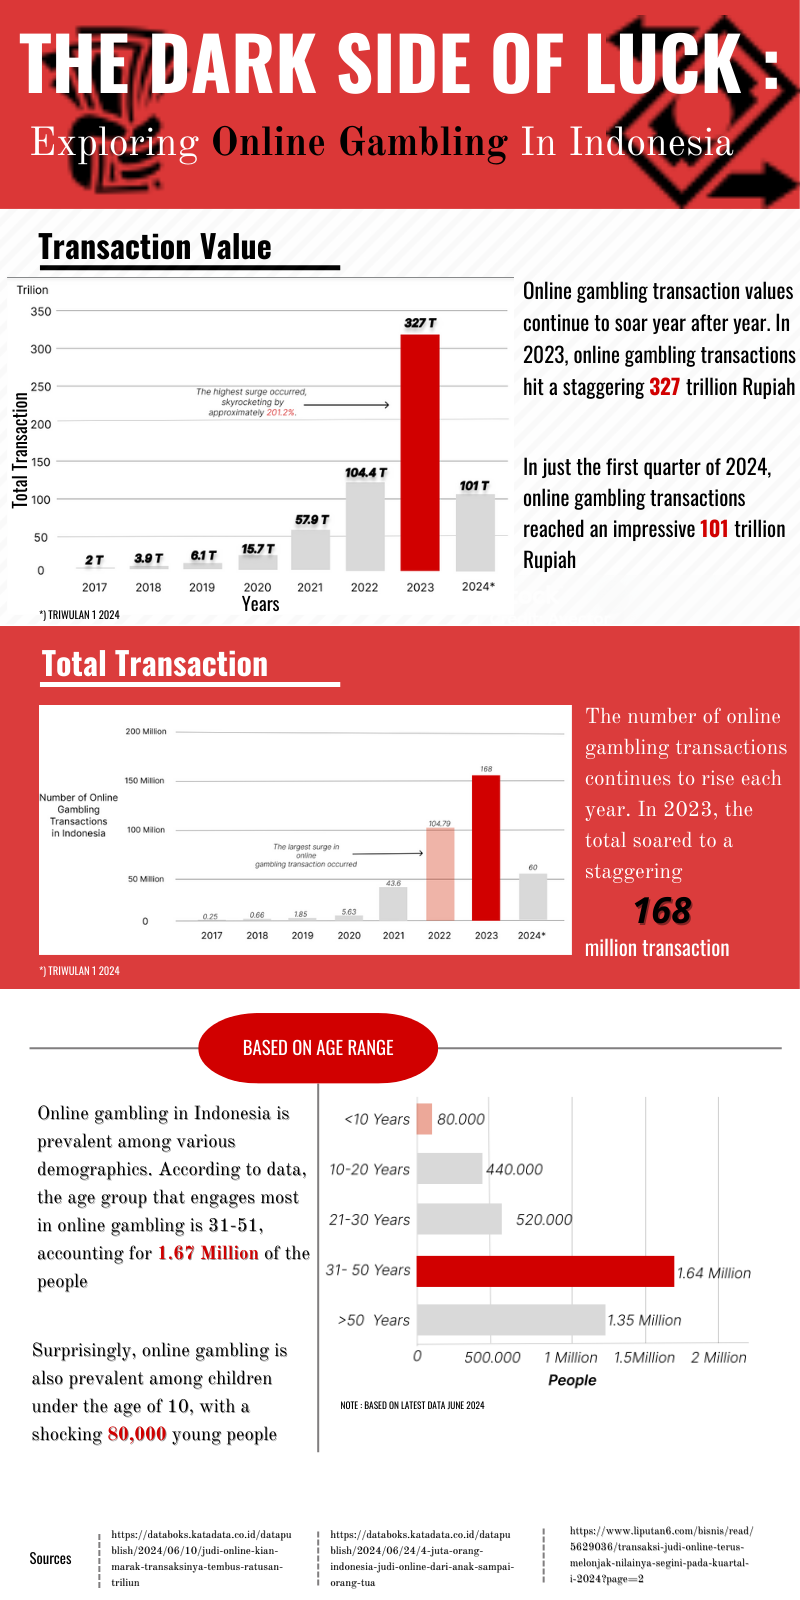 THE DARK SIDE OF LUCK :
Exploring Online Gambling In Indonesia
Transaction Value
Trilion
350
300
250
200
150
100
50
0
Total Transaction
327 T
The highest surge occurred,
skyrocketing by
approximately 201.2%.
104.4 T
101 T
57.9 T
15.7 T
6.1 T
3.9 T
2 T
2017 2018 2019 2020 2021 2022 2023 2024*
Years
*) TRIWULAN 1 2024
Online gambling transaction values
continue to soar year after year. In
2023, online gambling transactions
hit a staggering 327 trillion Rupiah
In just the first quarter of 2024,
online gambling transactions
reached an impressive 101 trillion
Rupiah
Total Transaction
200 Million
150 Million
100 Milion
50 Million
0
Number of Online
Gambling
Transactions
in Indonesia
168
104.79
The largest surge in
online
gambling transaction occurred
60
43.6
5.63
1.85
0.66
0.25
2017 2018 2019 2020 2021 2022 2023 2024*
*) TRIWULAN 1 2024
The number of online
gambling transactions
continues to rise each
year. In 2023, the
total soared to a
staggering
168
million transaction
BASED ON AGE RANGE
Online gambling in Indonesia is
prevalent among various
demographics. According to data,
the age group that engages most
in online gambling is 31-51,
accounting for 1.67 Million of the
people
Surprisingly, online gambling is
also prevalent among children
under the age of 10, with a
shocking 80,000 young people
<10 Years 80.000
10-20 Years 440.000
21-30 Years 520.000
31- 50 Years 1.64 Million
>50 Years 1.35 Million
0 500.000 1 Million 1.5Million 2 Million
People
NOTE : BASED ON LATEST DATA JUNE 2024
Sources
https://databoks.katadata.co.id/datapu
blish/2024/06/10/judi-online-kian-
marak-transaksinya-tembus-ratusan-
triliun
https://databoks.katadata.co.id/datapu
blish/2024/06/24/4-juta-orang-
indonesia-judi-online-dari-anak-sampai-
orang-tua
https://www.liputan6.com/bisnis/read/
5629036/transaksi-judi-online-terus-
melonjak-nilainya-segini-pada-kuartal-
i-2024?page=2